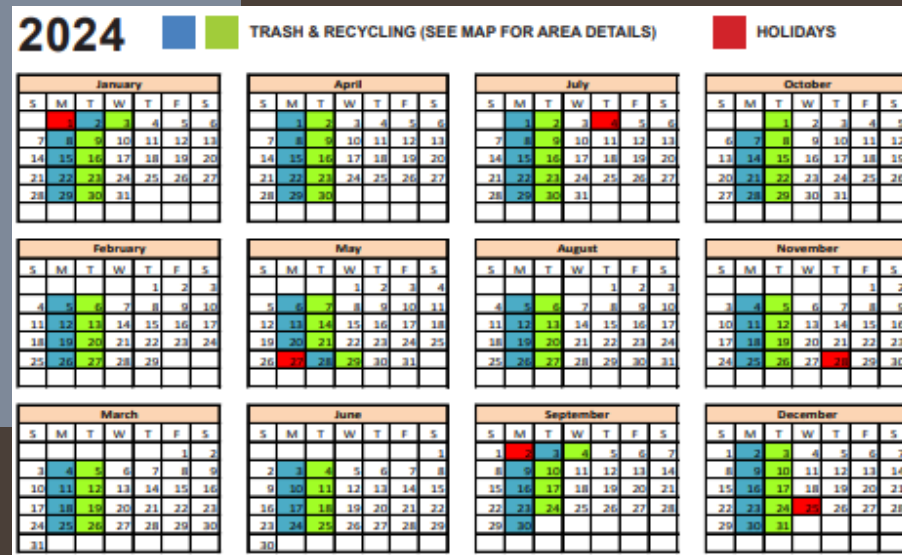 2024 TRASH & RECYCLING (SEE MAP FOR AREA DETAILS) HOLIDAYS
January
S M T W T F S
1 2 3 4 5 6
7 8 9 10 11 12 13
14 15 16 17 18 19 20
21 22 23 24 25 26 27
28 29 30 31
February
S M T W T F S
1 2 3
4 5 6 7 8 9 10
11 12 13 14 15 16 17
18 19 20 21 22 23 24
25 26 27 28 29
March
S M T W T F S
1 2
3 4 5 6 7 8 9
10 11 12 13 14 15 16
17 18 19 20 21 22 23
24 25 26 27 28 29 30
31
April
S M T W T F S
1 2 3 4 5 6
7 8 9 10 11 12 13
14 15 16 17 18 19 20
21 22 23 24 25 26 27
28 29 30
May
S M T W T F S
1 2 3 4
5 6 7 8 9 10 11
12 13 14 15 16 17 18
19 20 21 22 23 24 25
26 27 28 29 30 31
June
S M T W T F S
1
2 3 4 5 6 7 8
9 10 11 12 13 14 15
16 17 18 19 20 21 22
23 24 25 26 27 28 29
30
July
S M T W T F S
1 2 3 4 5 6
7 8 9 10 11 12 13
14 15 16 17 18 19 20
21 22 23 24 25 26 27
28 29 30 31
August
S M T W T F S
1 2 3
4 5 6 7 8 9 10
11 12 13 14 15 16 17
18 19 20 21 22 23 24
25 26 27 28 29 30 31
September
S M T W T F S
1 2 3 4 5 6 7
8 9 10 11 12 13 14
15 16 17 18 19 20 21
22 23 24 25 26 27 28
29 30
October
S M T W T F S
1 2 3 4 5
6 7 8 9 10 11 12
13 14 15 16 17 18 19
20 21 22 23 24 25 26
27 28 29 30 31
November
S M T W T F S
1 2
3 4 5 6 7 8 9
10 11 12 13 14 15 16
17 18 19 20 21 22 23
24 25 26 27 28 29 30
December
S M T W T F S
1 2 3 4 5 6 7
8 9 10 11 12 13 14
15 16 17 18 19 20 21
22 23 24 25 26 27 28
29 30 31